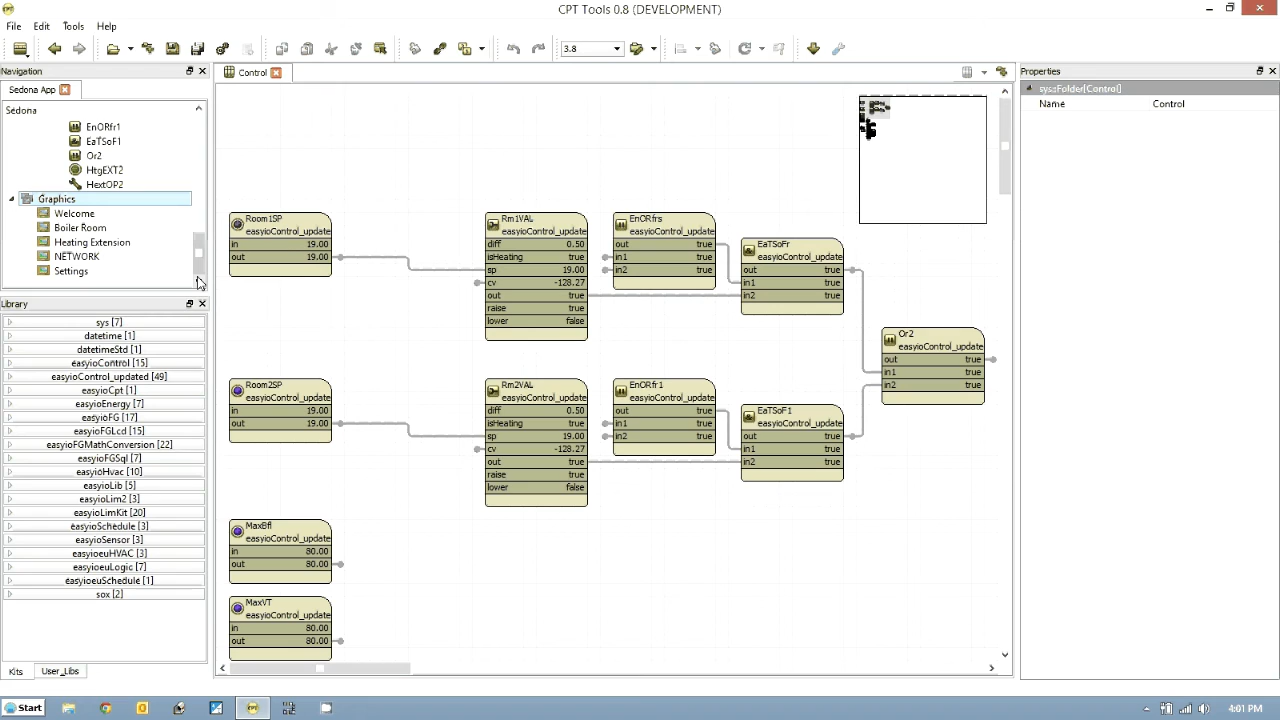 CPT Tools 0.8 (DEVELOPMENT)
File Edit Tools Help
3.8
Navigation
Sedona App
Sedona
EnORfr1
EaTSoF1
Or2
HtgEXT2
HextOP2
Graphics
Welcome
Boiler Room
Heating Extension
NETWORK
Settings
Library
sys [7]
datetime [1]
datetimeStd [1]
easyioControl [15]
easyioControl_updated [49]
easyioCpt [1]
easyioEnergy [7]
easyioFG [17]
easyioFGLcd [15]
easyioFGMathConversion [22]
easyioFGSql [7]
easyioHvac [10]
easyioLib [5]
easyioLim2 [3]
easyioLimKit [20]
easyioSchedule [3]
easyioSensor [3]
easyioeuHVAC [3]
easyioeuLogic [7]
easyioeuSchedule [1]
sox [2]
Kits User_Libs
Control
Room1SP
easyioControl_update
in 19.00
out 19.00
Rm1VAL
easyioControl_update
diff 0.50
isHeating true
sp 19.00
cv -128.27
out true
raise true
lower false
EnORfrs
easyioControl_update
out true
in1 true
in2 true
EaTSoFr
easyioControl_update
out true
in1 true
in2 true
Or2
easyioControl_update
out true
in1 true
in2 true
Room2SP
easyioControl_update
in 19.00
out 19.00
Rm2VAL
easyioControl_update
diff 0.50
isHeating true
sp 19.00
cv -128.27
out true
raise true
lower false
EnORfr1
easyioControl_update
out true
in1 true
in2 true
EaTSoF1
easyioControl_update
out true
in1 true
in2 true
MaxBfl
easyioControl_update
in 80.00
out 80.00
MaxVT
easyioControl_update
in 80.00
out 80.00
Properties
sys:Folder[Control]
Name Control
Start
4:01 PM